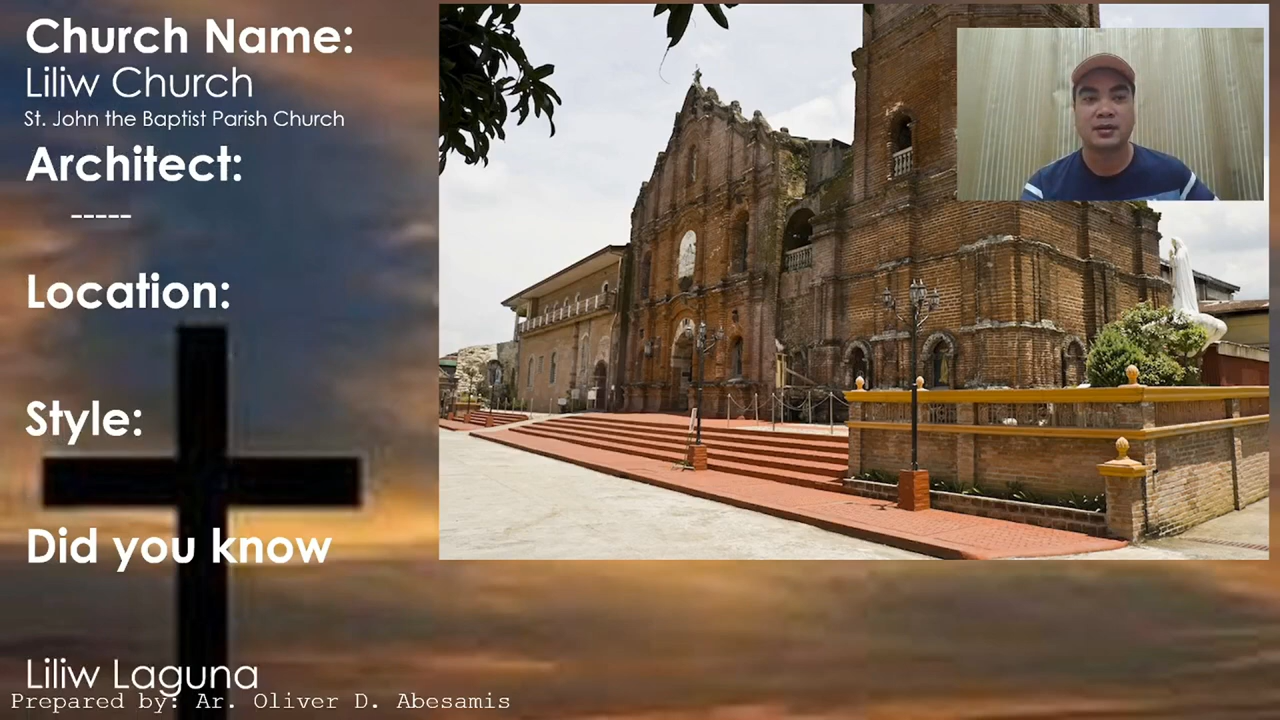 Church Name:
Liliw Church
St. John the Baptist Parish Church
Architect:
-----
Location:
Style:
Did you know
Liliw Laguna
Prepared by: Ar. Oliver D. Abesamis